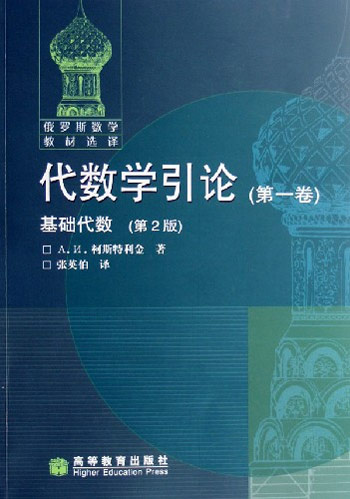 俄罗斯数学
教材选译
代数学引论 (第一卷)
基础代数 (第2版)
□ А. И. 柯斯特利金 著
□ 张英伯 译
高等教育出版社
Higher Education Press